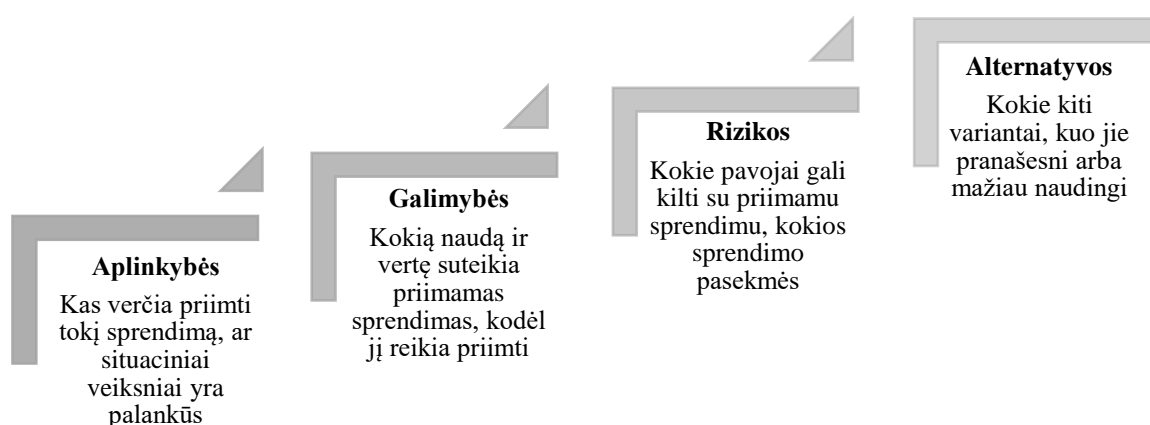 Aplinkybės
Kas verčia priimti
tokį sprendimą, ar
situaciniai
veiksniai yra
palankūs
Galimybės
Kokią naudą ir
vertę suteikia
priimamas
sprendimas, kodėl
jį reikia priimti
Rizikos
Kokie pavojai gali
kilti su priimamu
sprendimu, kokios
sprendimo
pasekmės
Alternatyvos
Kokie kiti
variantai, kuo jie
pranašesni arba
mažiau naudingi